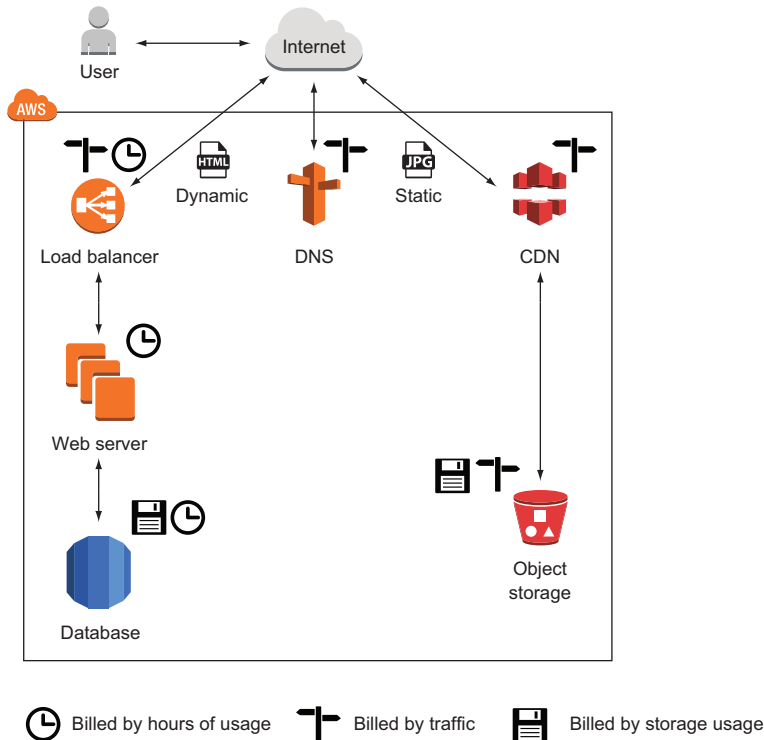 User
Internet
AWS
HTML
Dynamic
JPG
Static
Load balancer
DNS
CDN
Web server
Object
storage
Database
Billed by hours of usage
Billed by traffic
Billed by storage usage